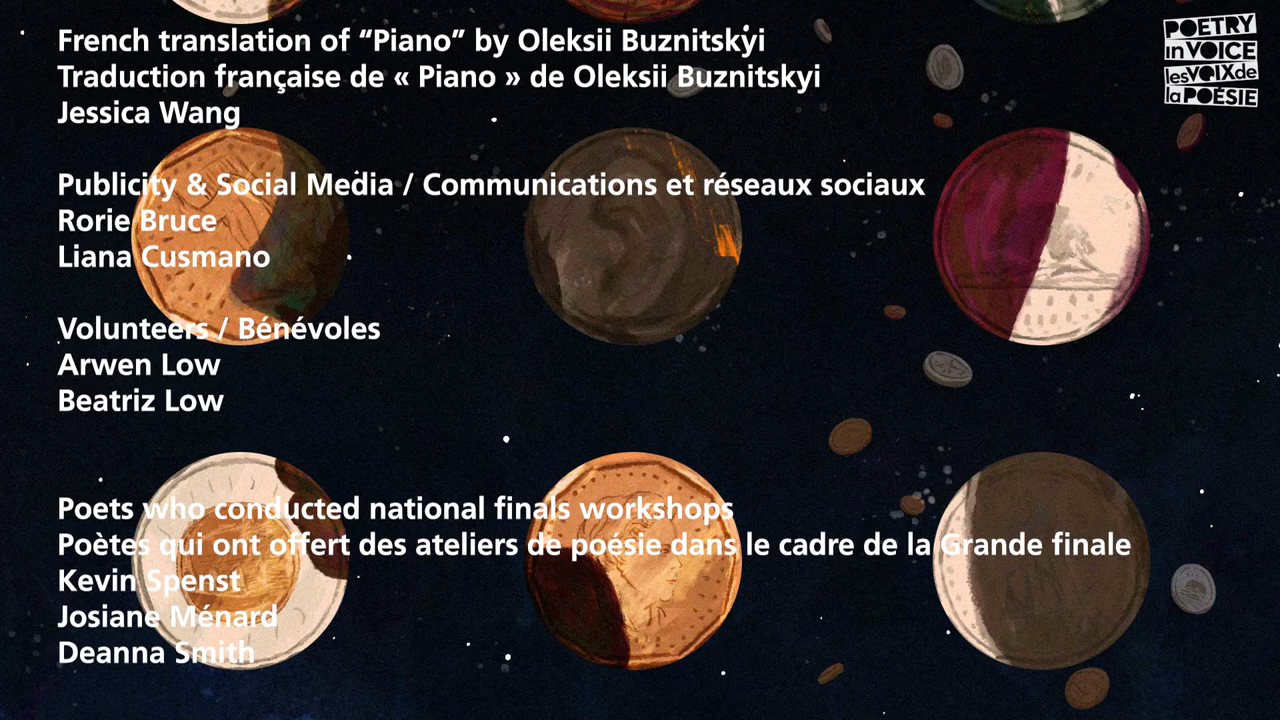 French translation of “Piano” by Oleksii Buznitskyi
Traduction française de « Piano » de Oleksii Buznitskyi
Jessica Wang
Publicity & Social Media / Communications et réseaux sociaux
Rorie Bruce
Liana Cusmano
Volunteers / Bénévoles
Arwen Low
Beatriz Low
Poets who conducted national finals workshops
Poètes qui ont offert des ateliers de poésie dans le cadre de la Grande finale
Kevin Spenst
Josiane Ménard
Deanna Smith
POETRY
in VOICE
les VOIX de
la POÉSIE